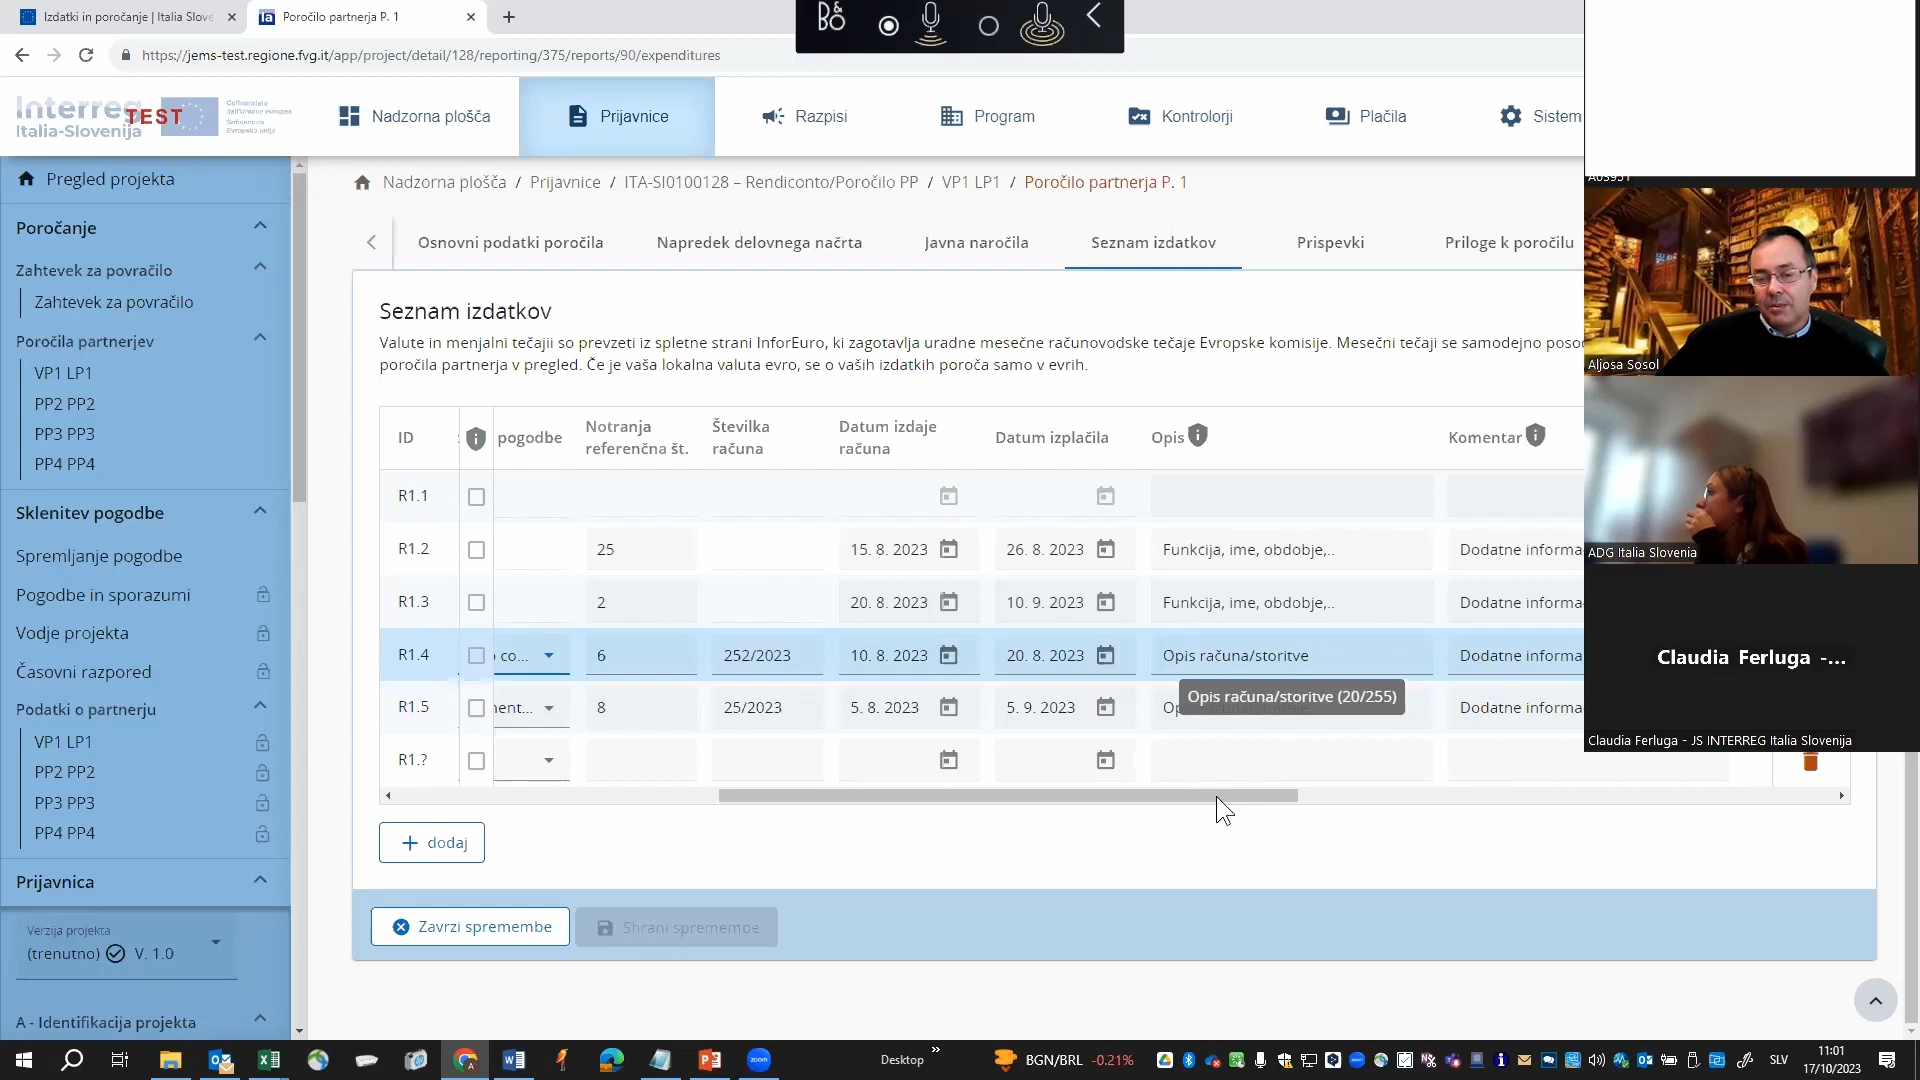 Izdatki in poročanje | Italia Slove
Poročilo partnerja P. 1
https://jems-test.regione.fvg.it/app/project/detail/128/reporting/375/reports/90/expenditures
Interreg
Italia-Slovenija
TEST
Nadzorna plošča
Prijavnice
Razpisi
Program
Kontrolorji
Plačila
Sistem
Pregled projekta
Poročanje
Zahtevek za povračilo
Zahtevek za povračilo
Poročila partnerjev
VP1 LP1
PP2 PP2
PP3 PP3
PP4 PP4
Sklenitev pogodbe
Spremljanje pogodbe
Pogodbe in sporazumi
Vodje projekta
Časovni razpored
Podatki o partnerju
VP1 LP1
PP2 PP2
PP3 PP3
PP4 PP4
Prijavnica
Verzija projekta
(trenutno) V. 1.0
A - Identifikacija projekta
Nadzorna plošča / Prijavnice / ITA-SI0100128 – Rendiconto/Poročilo PP / VP1 LP1 / Poročilo partnerja P. 1
Osnovni podatki poročila
Napredek delovnega načrta
Javna naročila
Seznam izdatkov
Prispevki
Priloge k poročilu
Seznam izdatkov
Valute in menjalni tečajii so prevzeti iz spletne strani InforEuro, ki zagotavlja uradne mesečne računovodske tečaje Evropske komisije. Mesečni tečaji se samodejno poso
poročila partnerja v pregled. Če je vaša lokalna valuta evro, se o vaših izdatkih poroča samo v evrih.
ID pogodbe Notranja referenčna št. Številka računa Datum izdaje računa Datum izplačila Opis Komentar
R1.1
R1.2 25 15. 8. 2023 26. 8. 2023 Funkcija, ime, obdobje,.. Dodatne informa
R1.3 2 20. 8. 2023 10. 9. 2023 Funkcija, ime, obdobje,.. Dodatne informa
R1.4 co... 6 252/2023 10. 8. 2023 20. 8. 2023 Opis računa/storitve Dodatne informa
Opis računa/storitve (20/255)
R1.5 nent... 8 25/2023 5. 8. 2023 5. 9. 2023 Dodatne informa
R1.?
dodaj
Zavrzi spremembe
Shrani spremembe
Aljosa Sosol
ADG Italia Slovenia
Claudia Ferluga -...
Claudia Ferluga - JS INTERREG Italia Slovenija
Desktop
BGN/BRL -0.21%
SLV
11:01
17/10/2023